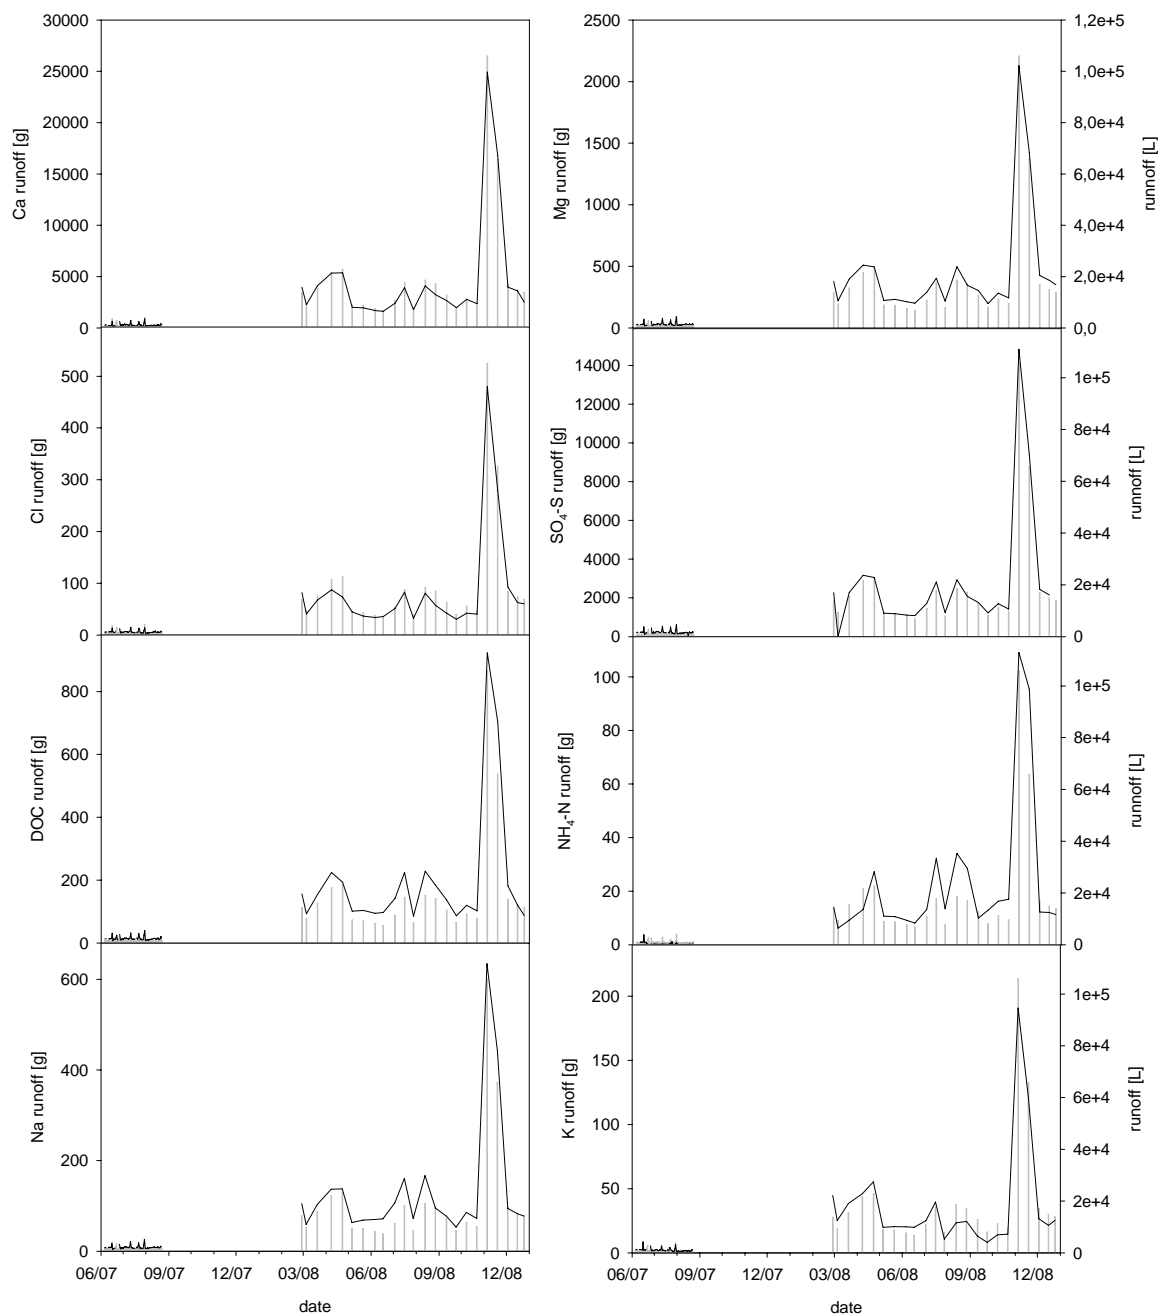 30000
25000
20000
15000
10000
5000
0
Ca runoff [g]
2500
2000
1500
1000
500
0
Mg runoff [g]
1,2e+5
1,0e+5
8,0e+4
6,0e+4
4,0e+4
2,0e+4
0,0
runnoff [L]
500
400
300
200
100
0
Cl runoff [g]
14000
12000
10000
8000
6000
4000
2000
0
SO4-S runoff [g]
1e+5
8e+4
6e+4
4e+4
2e+4
0
runnoff [L]
800
600
400
200
0
DOC runoff [g]
100
80
60
40
20
0
NH4-N runoff [g]
1e+5
8e+4
6e+4
4e+4
2e+4
0
runnoff [L]
600
400
200
0
Na runoff [g]
200
150
100
50
0
K runoff [g]
1e+5
8e+4
6e+4
4e+4
2e+4
0
runoff [L]
06/07 09/07 12/07 03/08 06/08 09/08 12/08
date
06/07 09/07 12/07 03/08 06/08 09/08 12/08
date